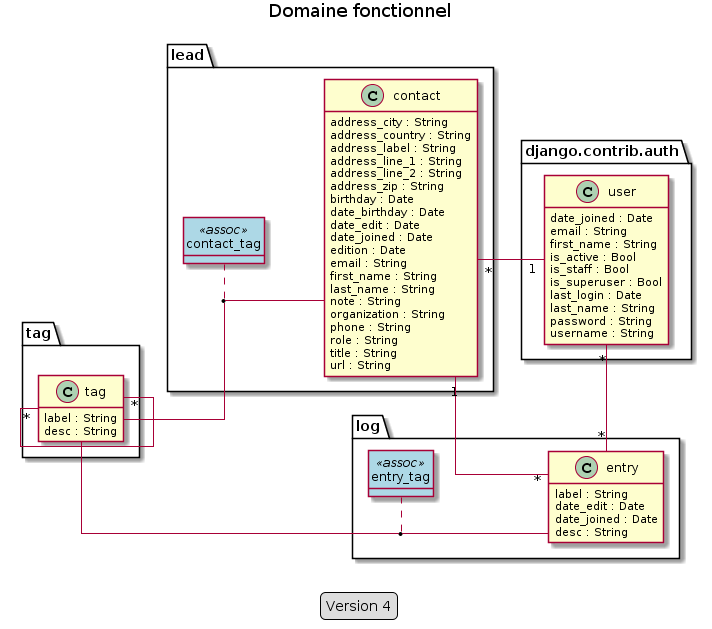 Domaine fonctionnel
lead
C contact
address_city : String
address_country : String
address_label : String
address_line_1 : String
address_line_2 : String
address_zip : String
birthday : Date
date_birthday : Date
date_edit : Date
date_joined : Date
edition : Date
email : String
first_name : String
last_name : String
note : String
organization : String
phone : String
role : String
title : String
url : String
«assoc»
contact_tag
django.contrib.auth
C user
date_joined : Date
email : String
first_name : String
is_active : Bool
is_staff : Bool
is_superuser : Bool
last_login : Date
last_name : String
password : String
username : String
*
1
tag
C tag
label : String
desc : String
*
*
1
*
*
*
log
«assoc»
entry_tag
C entry
label : String
date_edit : Date
date_joined : Date
desc : String
Version 4